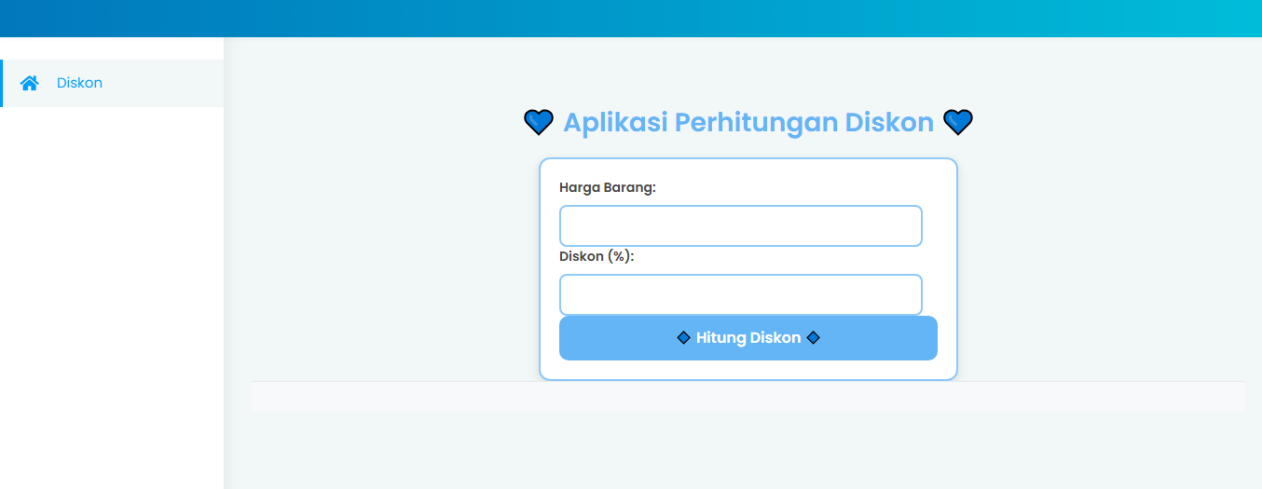 Diskon
💙 Aplikasi Perhitungan Diskon 💙
Harga Barang:
Diskon (%):
🔹 Hitung Diskon 🔹